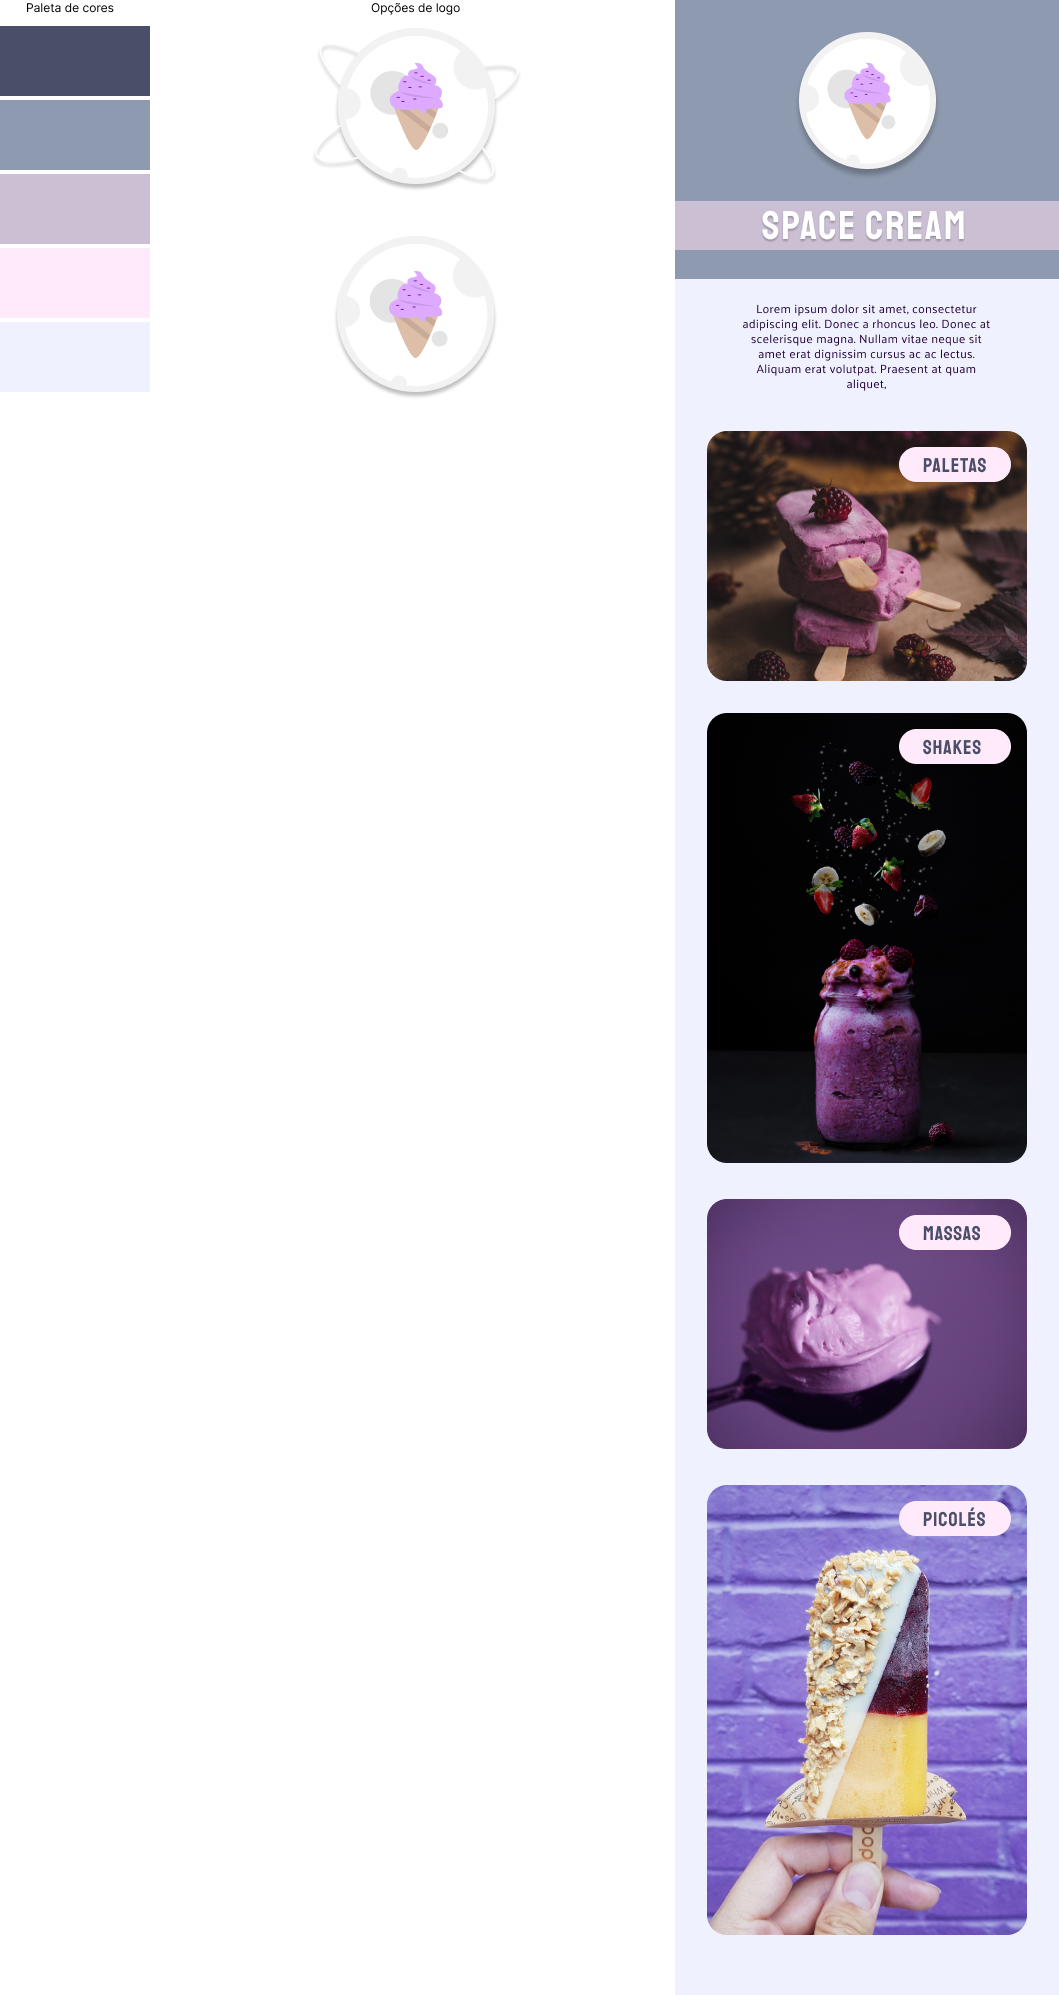 Paleta de cores
Opções de logo
SPACE CREAM
Lorem ipsum dolor sit amet, consectetur
adipiscing elit. Donec a rhoncus leo. Donec at
scelerisque magna. Nullam vitae neque sit
amet erat dignissim cursus ac ac lectus.
Aliquam erat volutpat. Praesent at quam
aliquet,
PALETAS
SHAKES
MASSAS
PICOLÉS